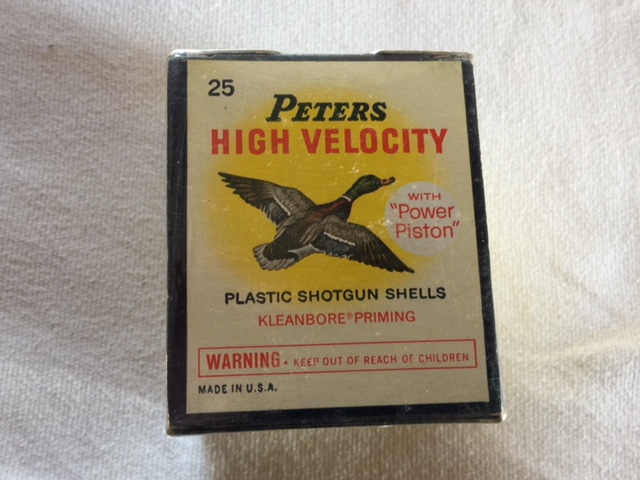 25
PETERS
HIGH VELOCITY
WITH
"Power
Piston"
PLASTIC SHOTGUN SHELLS
KLEANBORE® PRIMING
WARNING • KEEP OUT OF REACH OF CHILDREN
MADE IN U.S.A.